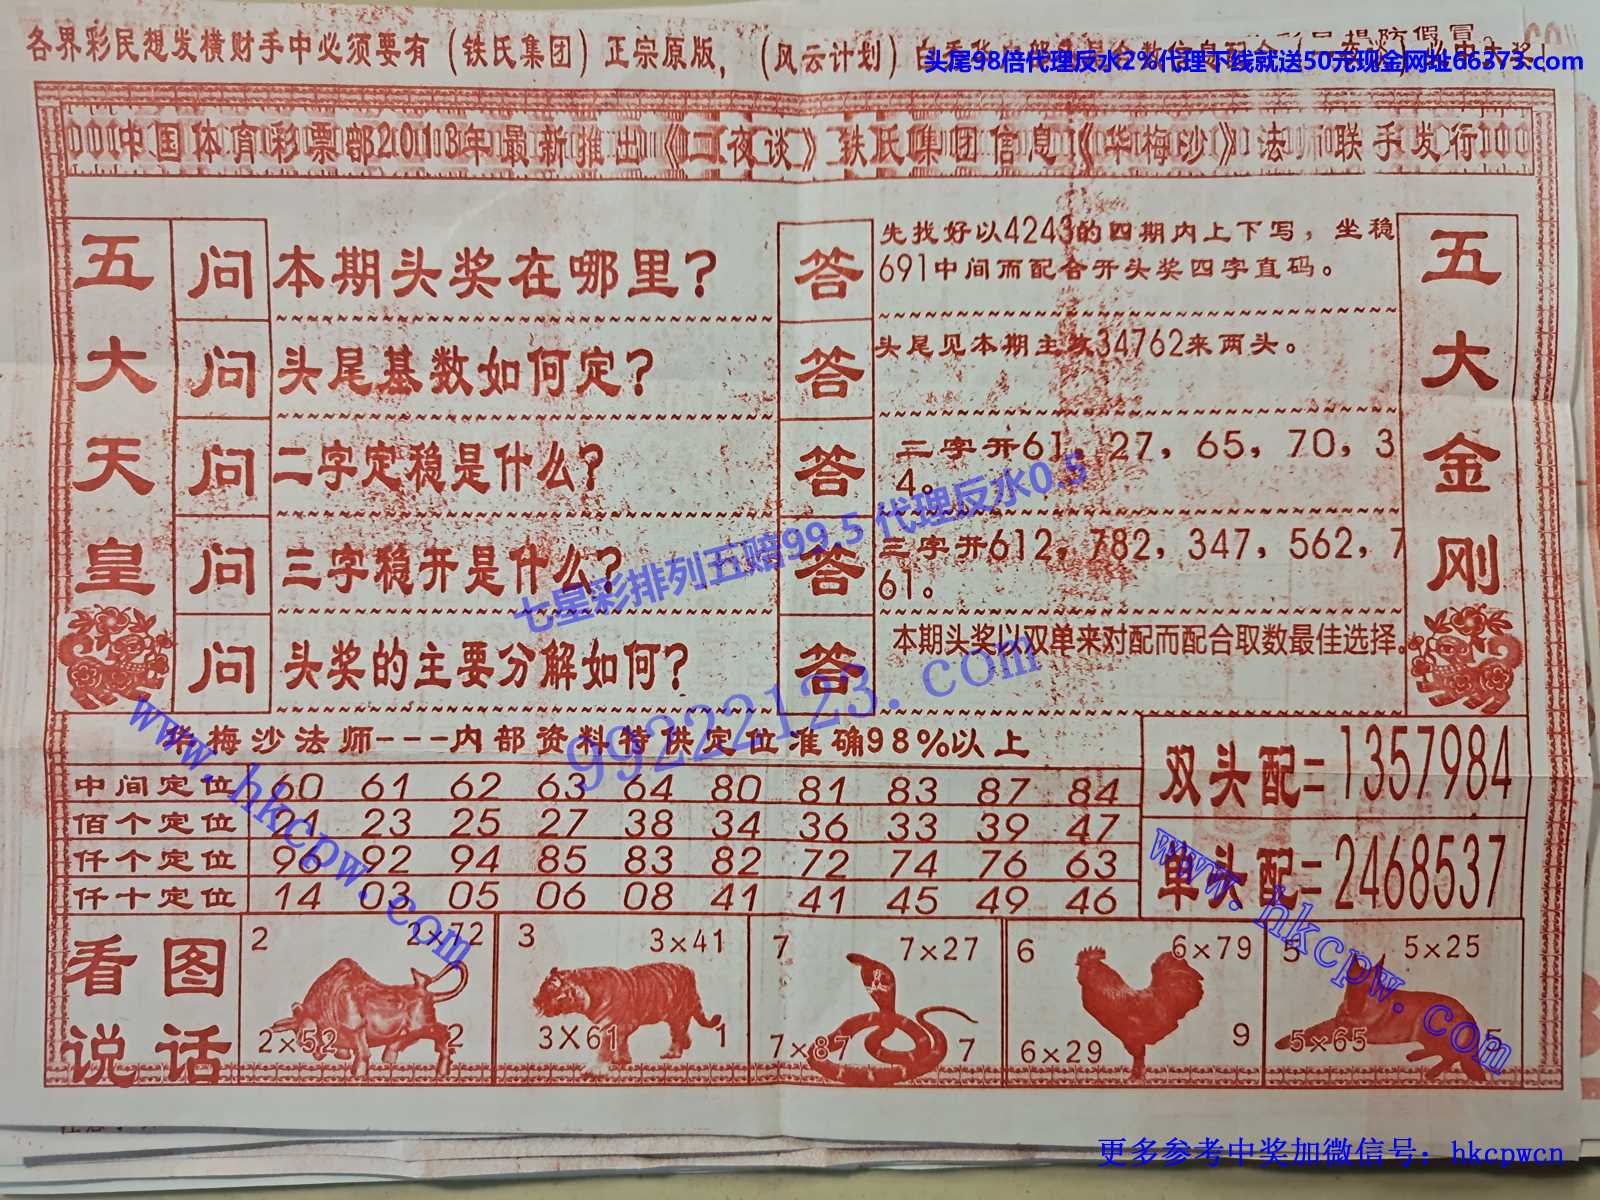 各界彩民想发横财手中必须要有（铁氏集团）正宗原版，（风云计划）
头尾98倍代理反水2%代理下线就送50元现金网址66373.com
中国体育彩票部2018年最新推出《二夜谈》铁氏集团信息《华梅沙》法师联手发行
五大天皇
问 本期头奖在哪里？
答 先找好以4243的四期内上下写，坐稳
691中间而配合开头奖四字直码。
问 头尾基数如何定？
答 头尾见本期主攻34762来两头。
问 二字定稳是什么？
答 二字开61，27，65，70，3
4。
问 三字稳开是什么？
答 三字开612，782，347，562，7
61。
问 头奖的主要分解如何？
答 本期头奖以双单来对配而配合取数最佳选择。
五大金刚
七星彩排列五赔99.5 代理反水0.5
99222123.com
华梅沙法师---内部资料特供定位准确98%以上
中间定位 60 61 62 63 64 80 81 83 87 84
佰个定位 21 23 25 27 38 34 36 33 39 47
仟个定位 96 92 94 85 83 82 72 74 76 63
仟十定位 14 03 05 06 08 41 41 45 49 46
双头配=1357984
单头配=2468537
www.hkcpw.com
www.hkcpw.com
看图
说话
2 2×72
2×52 2
3 3×41
3×61 1
7 7×27
7×87 7
6 6×79
6×29 9
5 5×25
5×65 5
更多参考中奖加微信号：hkcpwcn